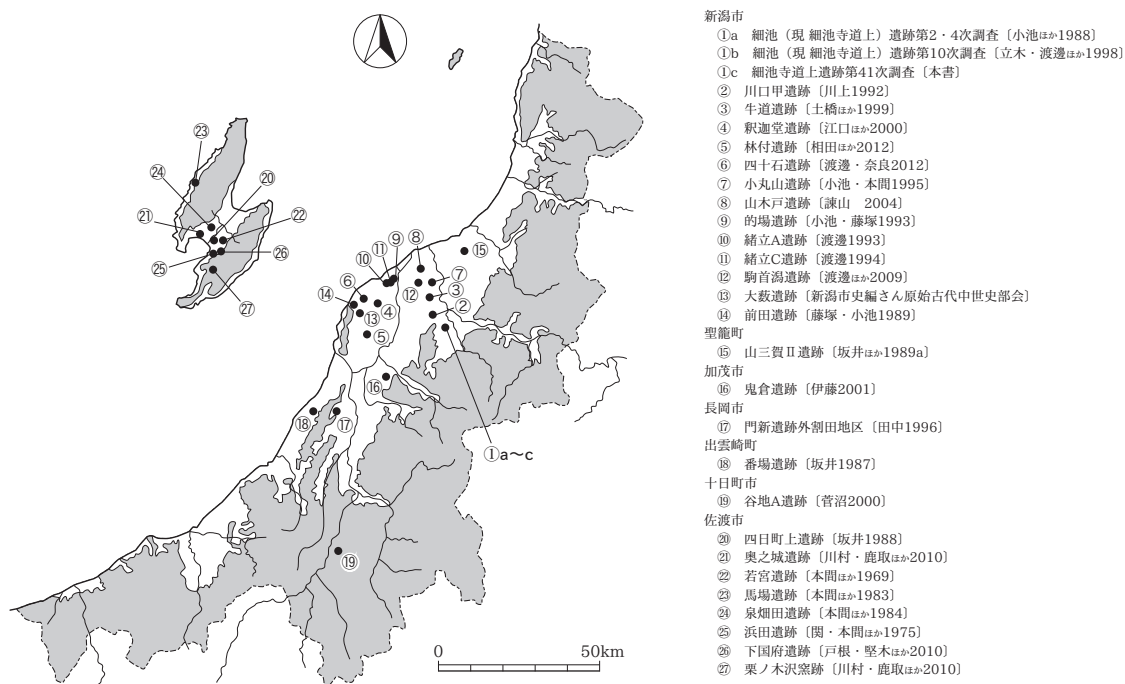 新潟市
①a 細池（現 細池寺道上）遺跡第2・4次調査〔小池ほか1988〕
①b 細池（現 細池寺道上）遺跡第10次調査〔立木・渡邊ほか1998〕
①c 細池寺道上遺跡第41次調査〔本書〕
② 川口甲遺跡〔川上1992〕
③ 牛道遺跡〔土橋ほか1999〕
④ 釈迦堂遺跡〔江口ほか2000〕
⑤ 林付遺跡〔相田ほか2012〕
⑥ 四十石遺跡〔渡邊・奈良2012〕
⑦ 小丸山遺跡〔小池・本間1995〕
⑧ 山木戸遺跡〔諫山 2004〕
⑨ 的場遺跡〔小池・藤塚1993〕
⑩ 緒立A遺跡〔渡邊1993〕
⑪ 緒立C遺跡〔渡邊1994〕
⑫ 駒首潟遺跡〔渡邊ほか2009〕
⑬ 大薮遺跡〔新潟市史編さん原始古代中世史部会〕
⑭ 前田遺跡〔藤塚・小池1989〕
聖籠町
⑮ 山三賀Ⅱ遺跡〔坂井ほか1989a〕
加茂市
⑯ 鬼倉遺跡〔伊藤2001〕
長岡市
⑰ 門新遺跡外割田地区〔田中1996〕
出雲崎町
⑱ 番場遺跡〔坂井1987〕
十日町市
⑲ 谷地A遺跡〔菅沼2000〕
佐渡市
⑳ 四日町上遺跡〔坂井1988〕
㉑ 奥之城遺跡〔川村・鹿取ほか2010〕
㉒ 若宮遺跡〔本間ほか1969〕
㉓ 馬場遺跡〔本間ほか1983〕
㉔ 泉畑田遺跡〔本間ほか1984〕
㉕ 浜田遺跡〔関・本間ほか1975〕
㉖ 下国府遺跡〔戸根・堅木ほか2010〕
㉗ 栗ノ木沢窯跡〔川村・鹿取ほか2010〕
㉓
㉔
⑳
㉑
㉒
㉕
㉖
㉗
⑨
⑧
⑪
⑩
⑮
⑥
⑦
⑭
⑫
③
④
⑬
②
⑤
⑯
⑱
⑰
①a～c
⑲
0
50km